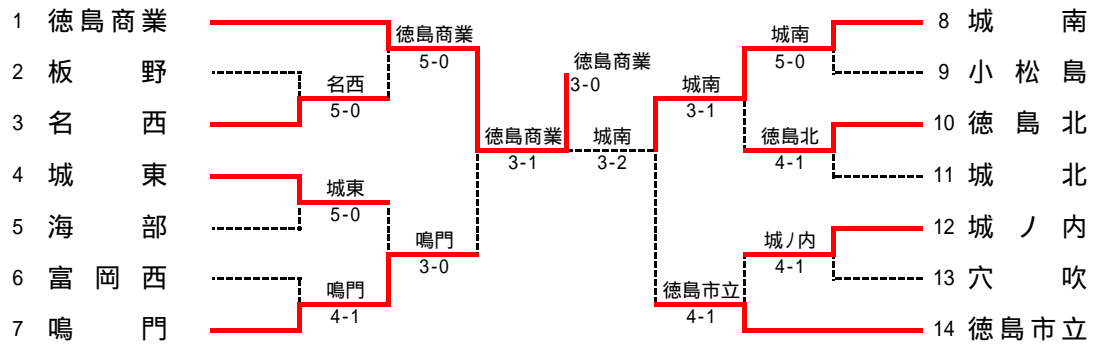 1 徳島商業
2 板野
3 名西
4 城東
5 海部
6 富岡西
7 鳴門
徳島商業
5-0
名西
5-0
城東
5-0
鳴門
3-0
鳴門
4-1
徳島商業
3-1
徳島商業
3-0
城南
3-2
城南
3-1
城南
5-0
徳島北
4-1
城ノ内
4-1
徳島市立
4-1
8 城南
9 小松島
10 徳島北
11 城北
12 城ノ内
13 穴吹
14 徳島市立